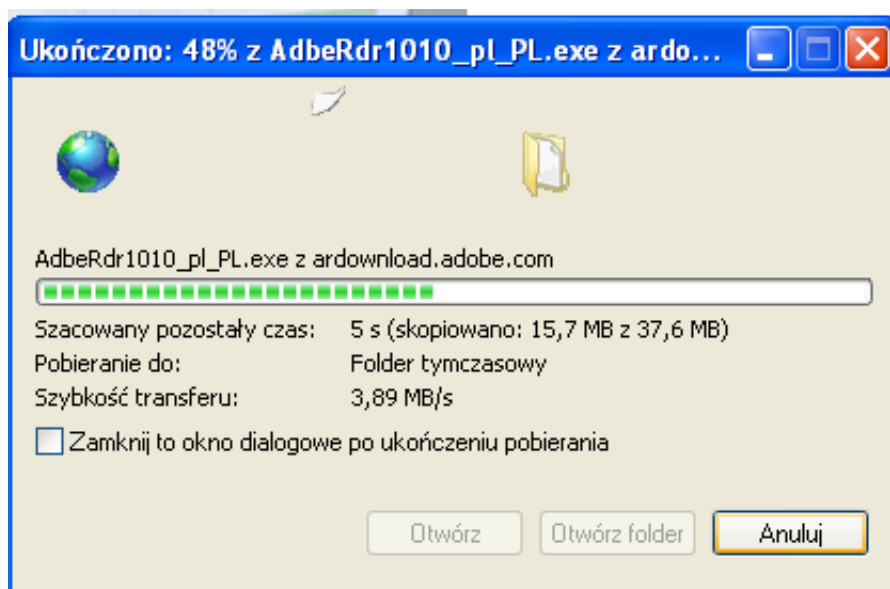 Ukończono: 48% z AdbeRdr1010_pl_PL.exe z ardo...
AdbeRdr1010_pl_PL.exe z ardownload.adobe.com
Szacowany pozostały czas: 5 s (skopiowano: 15,7 MB z 37,6 MB)
Pobieranie do: Folder tymczasowy
Szybkość transferu: 3,89 MB/s
Zamknij to okno dialogowe po ukończeniu pobierania
Otwórz Otwórz folder Anuluj